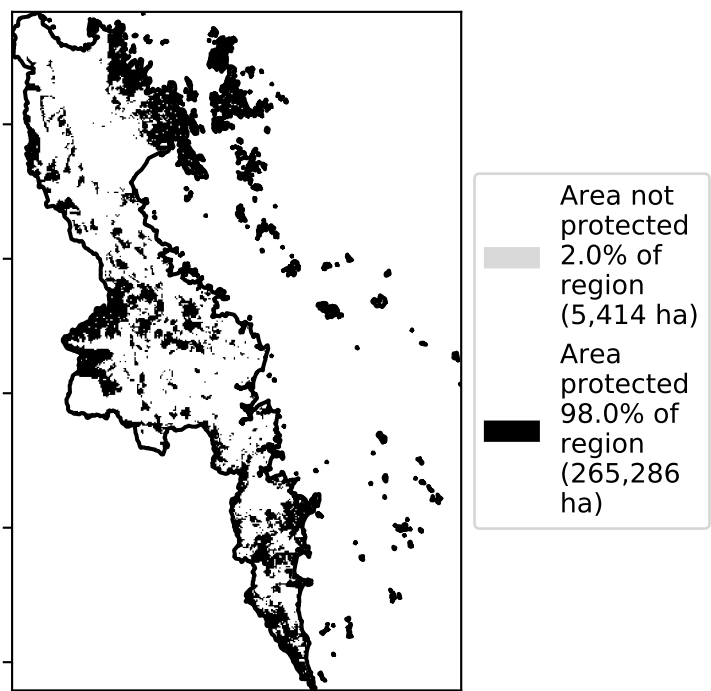 Area not
protected
2.0% of
region
(5,414 ha)
Area
protected
98.0% of
region
(265,286
ha)